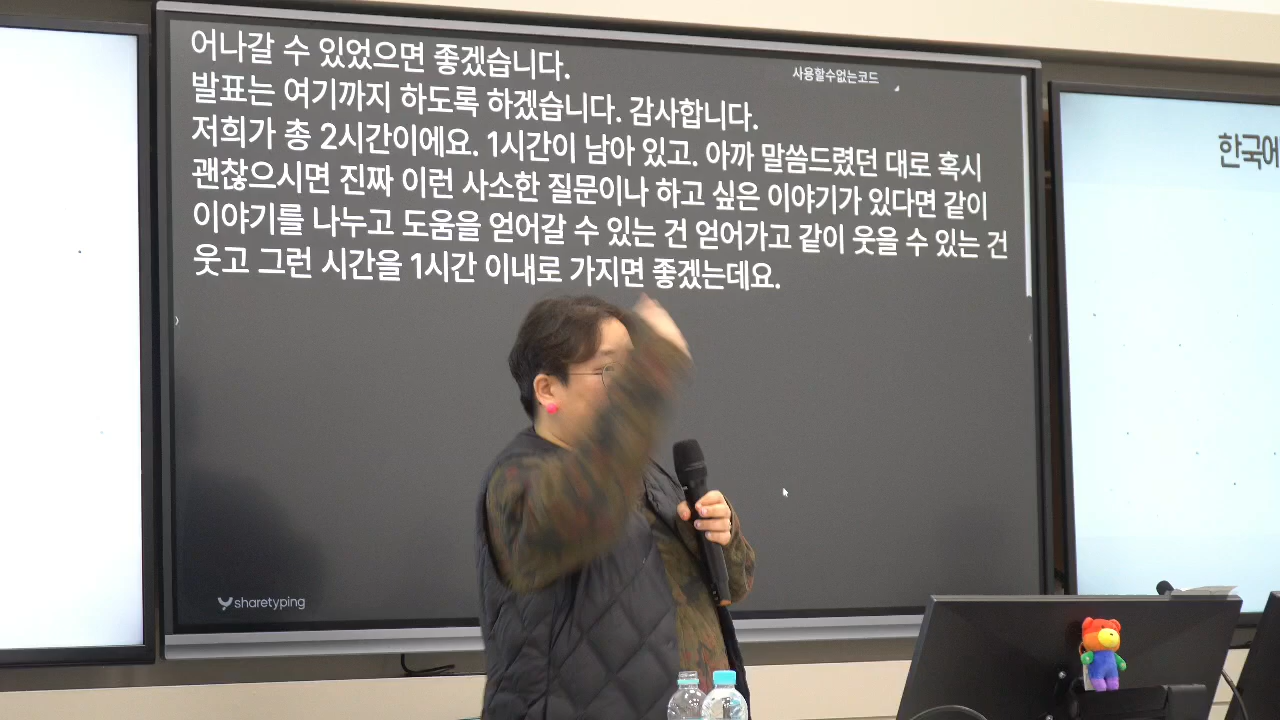 어나갈 수 있었으면 좋겠습니다.
사용할수없는코드
발표는 여기까지 하도록 하겠습니다. 감사합니다.
저희가 총 2시간이에요. 1시간이 남아 있고. 아까 말씀드렸던 대로 혹시
괜찮으시면 진짜 이런 사소한 질문이나 하고 싶은 이야기가 있다면 같이
이야기를 나누고 도움을 얻어갈 수 있는 건 얻어가고 같이 웃을 수 있는 건
웃고 그런 시간을 1시간 이내로 가지면 좋겠는데요.
sharetyping
한국어